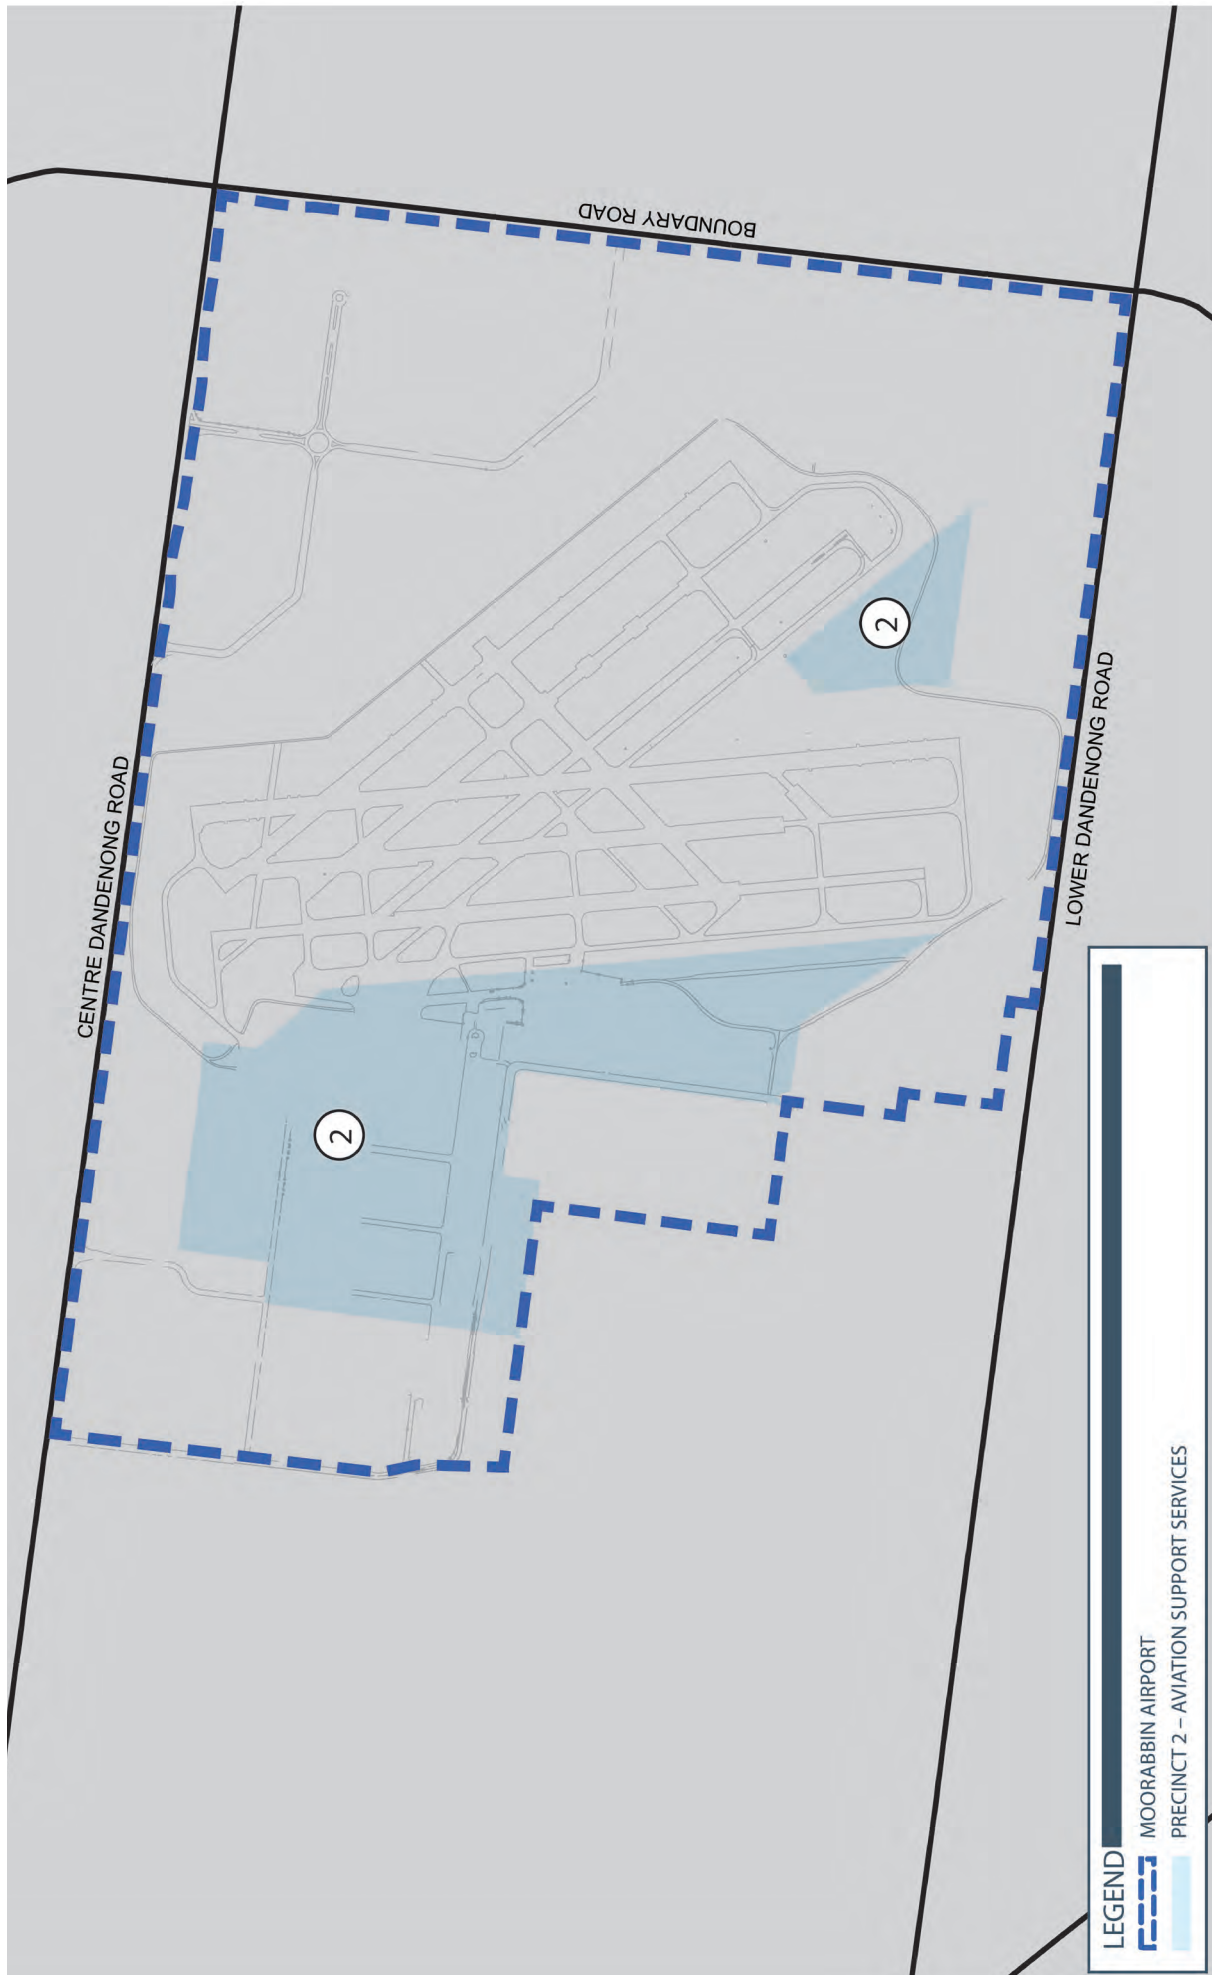 CENTRE DANDENONG ROAD
BOUNDARY ROAD
2
2
LOWER DANDENONG ROAD
LEGEND
MOORABBIN AIRPORT
PRECINCT 2 – AVIATION SUPPORT SERVICES